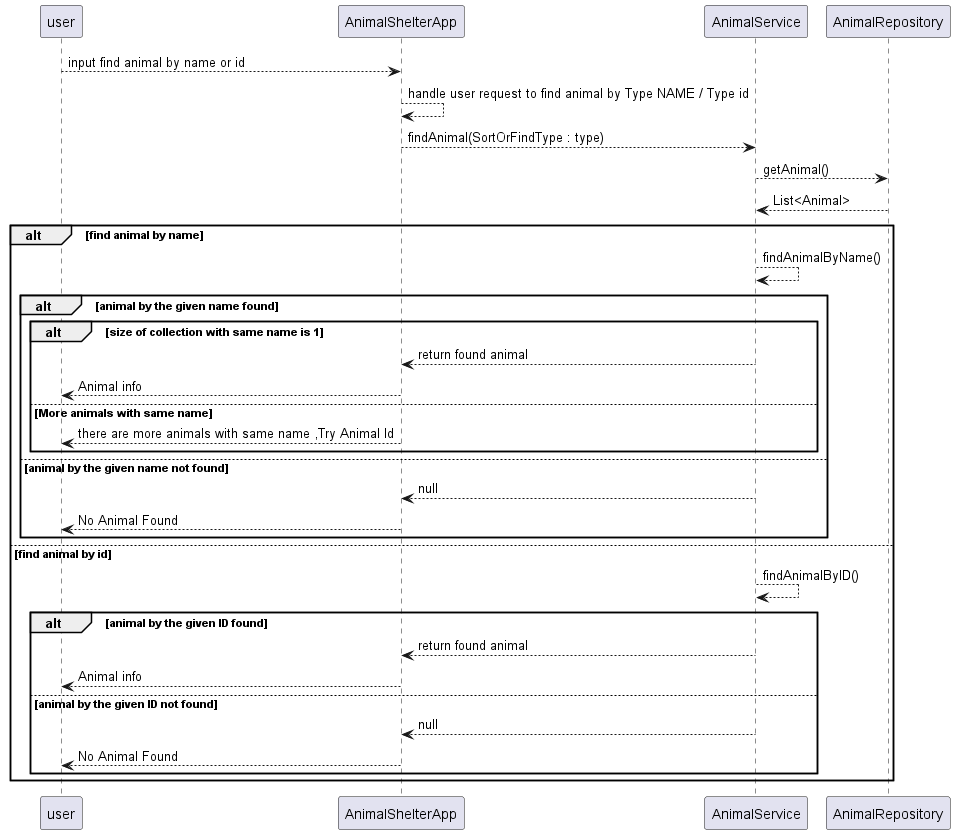 user AnimalShelterApp AnimalService AnimalRepository
input find animal by name or id
handle user request to find animal by Type NAME / Type id
findAnimal(SortOrFindType : type)
getAnimal()
List<Animal>
alt [find animal by name]
findAnimalByName()
alt [animal by the given name found]
alt [size of collection with same name is 1]
return found animal
Animal info
[More animals with same name]
there are more animals with same name ,Try Animal Id
[animal by the given name not found]
null
No Animal Found
[find animal by id]
findAnimalByID()
alt [animal by the given ID found]
return found animal
Animal info
[animal by the given ID not found]
null
No Animal Found
user AnimalShelterApp AnimalService AnimalRepository